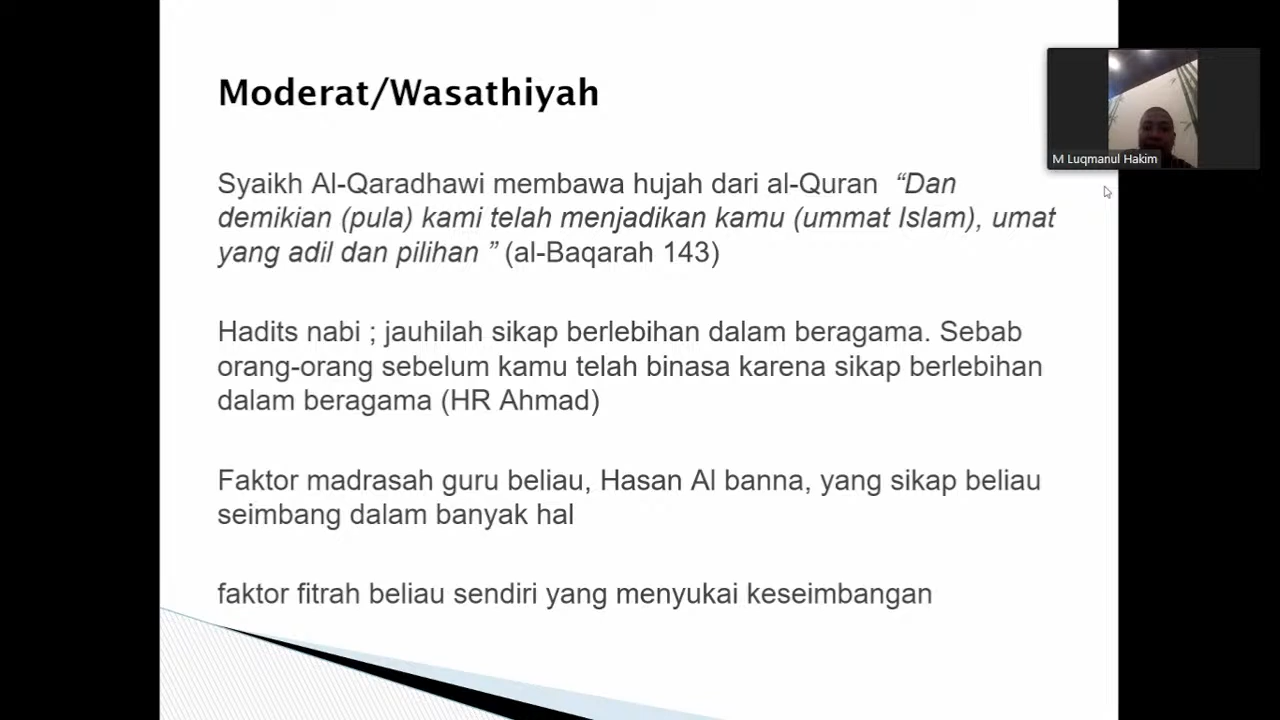 Moderat/Wasathiyah
M Luqmanul Hakim
Syaikh Al-Qaradhawi membawa hujah dari al-Quran “Dan
demikian (pula) kami telah menjadikan kamu (ummat Islam), umat
yang adil dan pilihan ” (al-Baqarah 143)
Hadits nabi ; jauhilah sikap berlebihan dalam beragama. Sebab
orang-orang sebelum kamu telah binasa karena sikap berlebihan
dalam beragama (HR Ahmad)
Faktor madrasah guru beliau, Hasan Al banna, yang sikap beliau
seimbang dalam banyak hal
faktor fitrah beliau sendiri yang menyukai keseimbangan